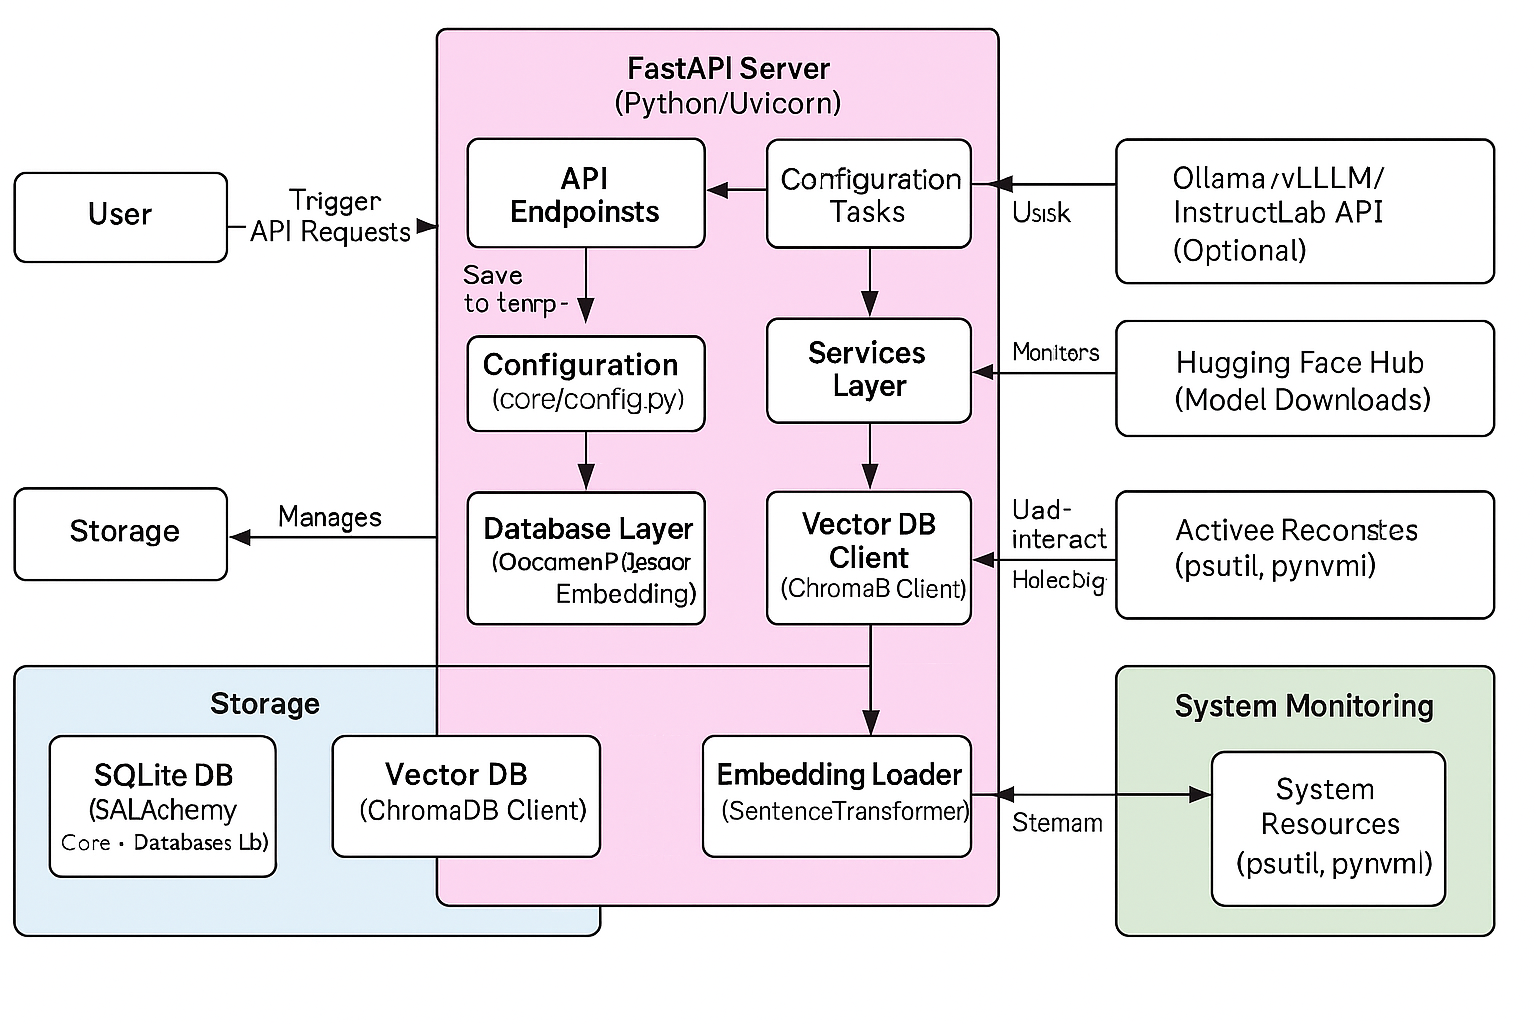 FastAPI Server
(Python/Uvicorn)
User
Trigger
API Requests
API
Endpoinsts
Configuration
Tasks
Usısk
Ollama/vLLLM/
InstructLab API
(Optional)
Save
to tenrp-
Configuration
(core/config.py)
Services
Layer
Monitors
Hugging Face Hub
(Model Downloads)
Storage
Manages
Database Layer
Embedding)
Vector DB
Client
(ChromaB Client)
Uad-
interact
Holecbig
Activee Reconstes
(psutil, pynvmi)
Storage
SQLite DB
(SALAchemy
Core · Databases Lb)
Vector DB
(ChromaDB Client)
Embedding Loader
(SentenceTransformer)
Stemam
System Monitoring
System
Resources
(psutil, pynvml)